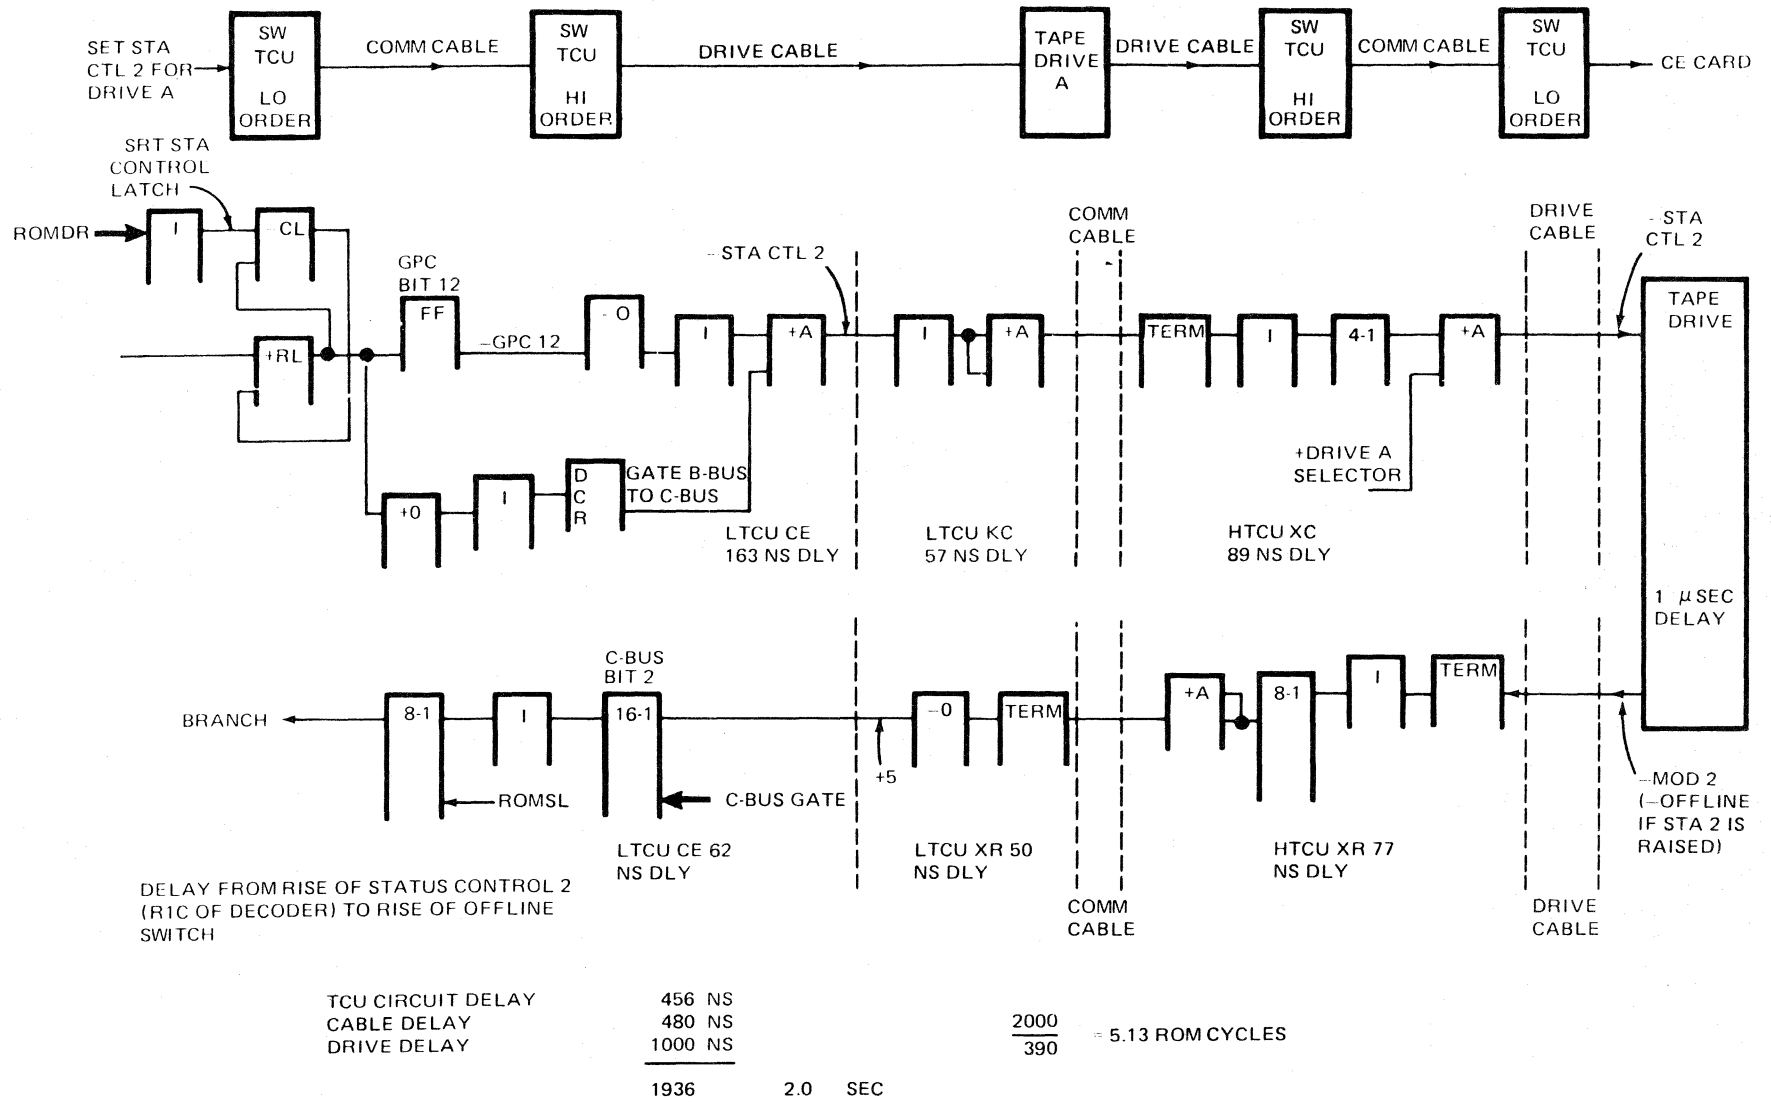 SET STA
CTL 2 FOR
DRIVE A
SW
TCU
LO
ORDER
COMM CABLE
SW
TCU
HI
ORDER
DRIVE CABLE
TAPE
DRIVE
A
DRIVE CABLE
SW
TCU
HI
ORDER
COMM CABLE
SW
TCU
LO
ORDER
CE CARD
SRT STA
CONTROL
LATCH
ROMDR
I
CL
+RL
GPC
BIT 12
FF
–GPC 12
- O
I
+A
- STA CTL 2
I
+A
COMM
CABLE
TERM
I
4-1
+A
DRIVE
CABLE
- STA
CTL 2
TAPE
DRIVE
+DRIVE A
SELECTOR
+O
I
D
C
R
GATE B-BUS
TO C-BUS
LTCU CE
163 NS DLY
LTCU KC
57 NS DLY
HTCU XC
89 NS DLY
1 μSEC
DELAY
BRANCH
8-1
ROMSL
I
C-BUS
BIT 2
16-1
C-BUS GATE
+5
–O
TERM
+A
8-1
I
TERM
–MOD 2
(–OFFLINE
IF STA 2 IS
RAISED)
LTCU CE 62
NS DLY
LTCU XR 50
NS DLY
HTCU XR 77
NS DLY
COMM
CABLE
DRIVE
CABLE
DELAY FROM RISE OF STATUS CONTROL 2
(R1C OF DECODER) TO RISE OF OFFLINE
SWITCH
TCU CIRCUIT DELAY 456 NS
CABLE DELAY 480 NS
DRIVE DELAY 1000 NS
1936 2.0 SEC
2000
390
= 5.13 ROM CYCLES